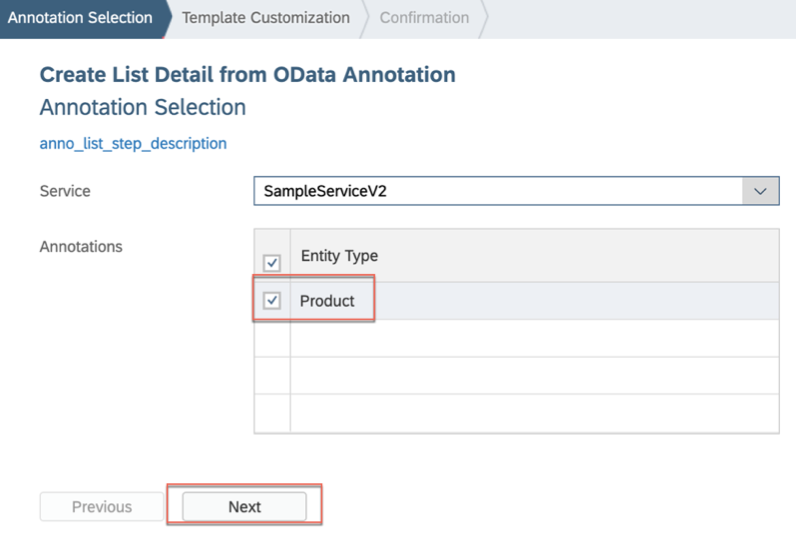 Annotation Selection Template Customization Confirmation
Create List Detail from OData Annotation
Annotation Selection
anno_list_step_description
Service SampleServiceV2
Annotations
Entity Type
Product
Previous Next